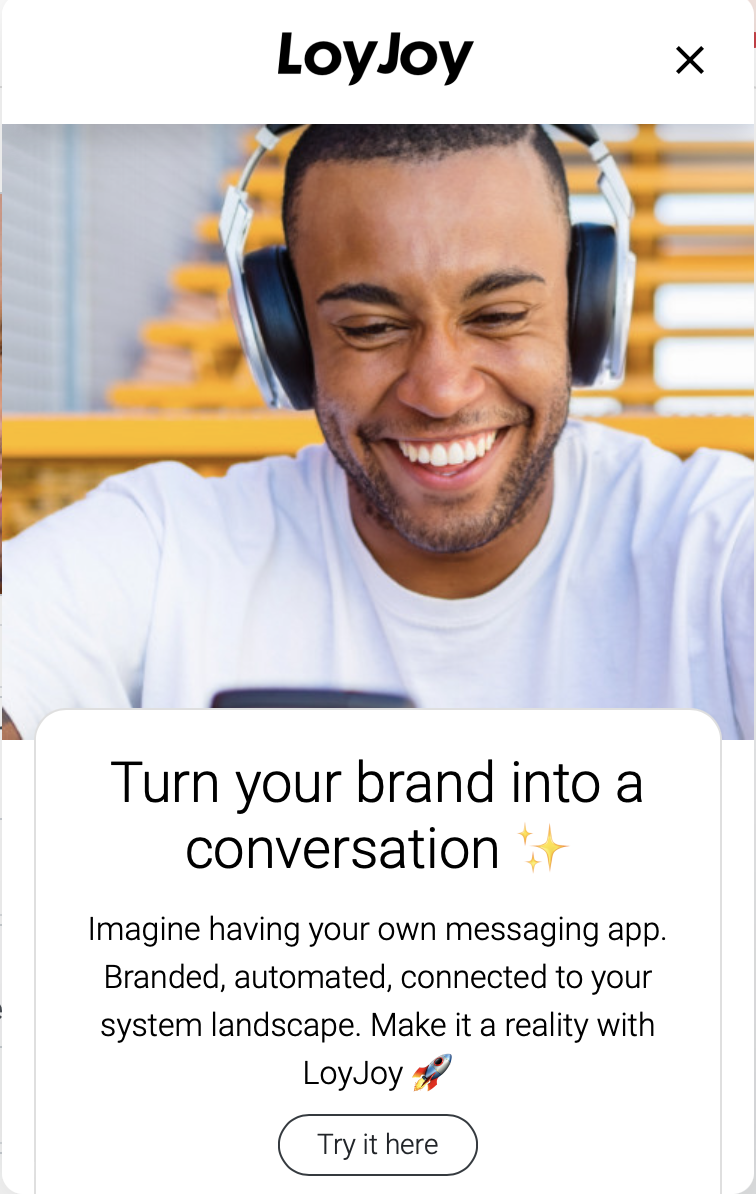 LoyJoy
Turn your brand into a
conversation ✨
Imagine having your own messaging app.
Branded, automated, connected to your
system landscape. Make it a reality with
LoyJoy 🚀
Try it here